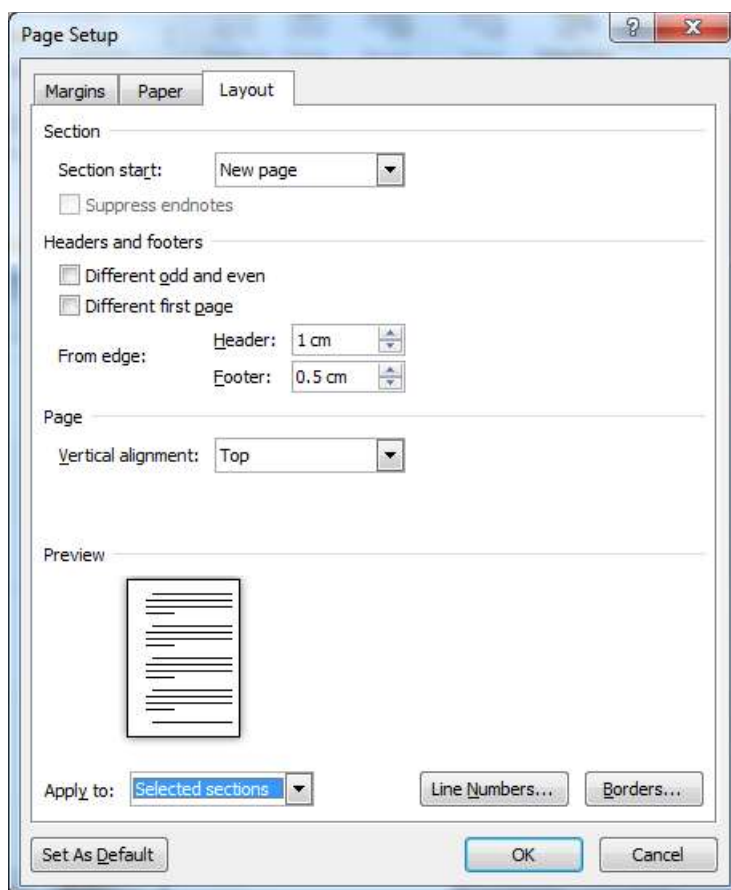 Page Setup
Margins Paper Layout
Section
Section start: New page
Suppress endnotes
Headers and footers
Different odd and even
Different first page
From edge: Header: 1 cm
Footer: 0.5 cm
Page
Vertical alignment: Top
Preview
Apply to: Selected sections Line Numbers... Borders...
Set As Default OK Cancel